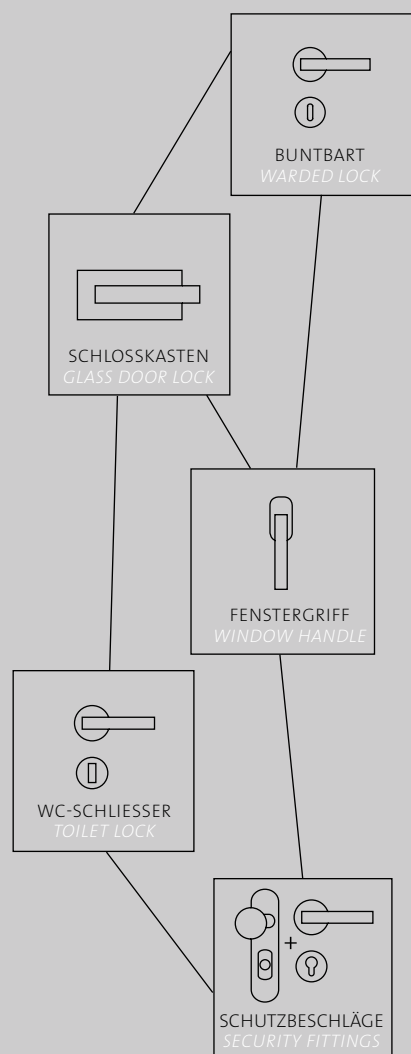 BUNTBART
WARDED LOCK
SCHLOSSKASTEN
GLASS DOOR LOCK
FENSTERGRIFF
WINDOW HANDLE
WC-SCHLIESSER
TOILET LOCK
+
SCHUTZBESCHLÄGE
SECURITY FITTINGS